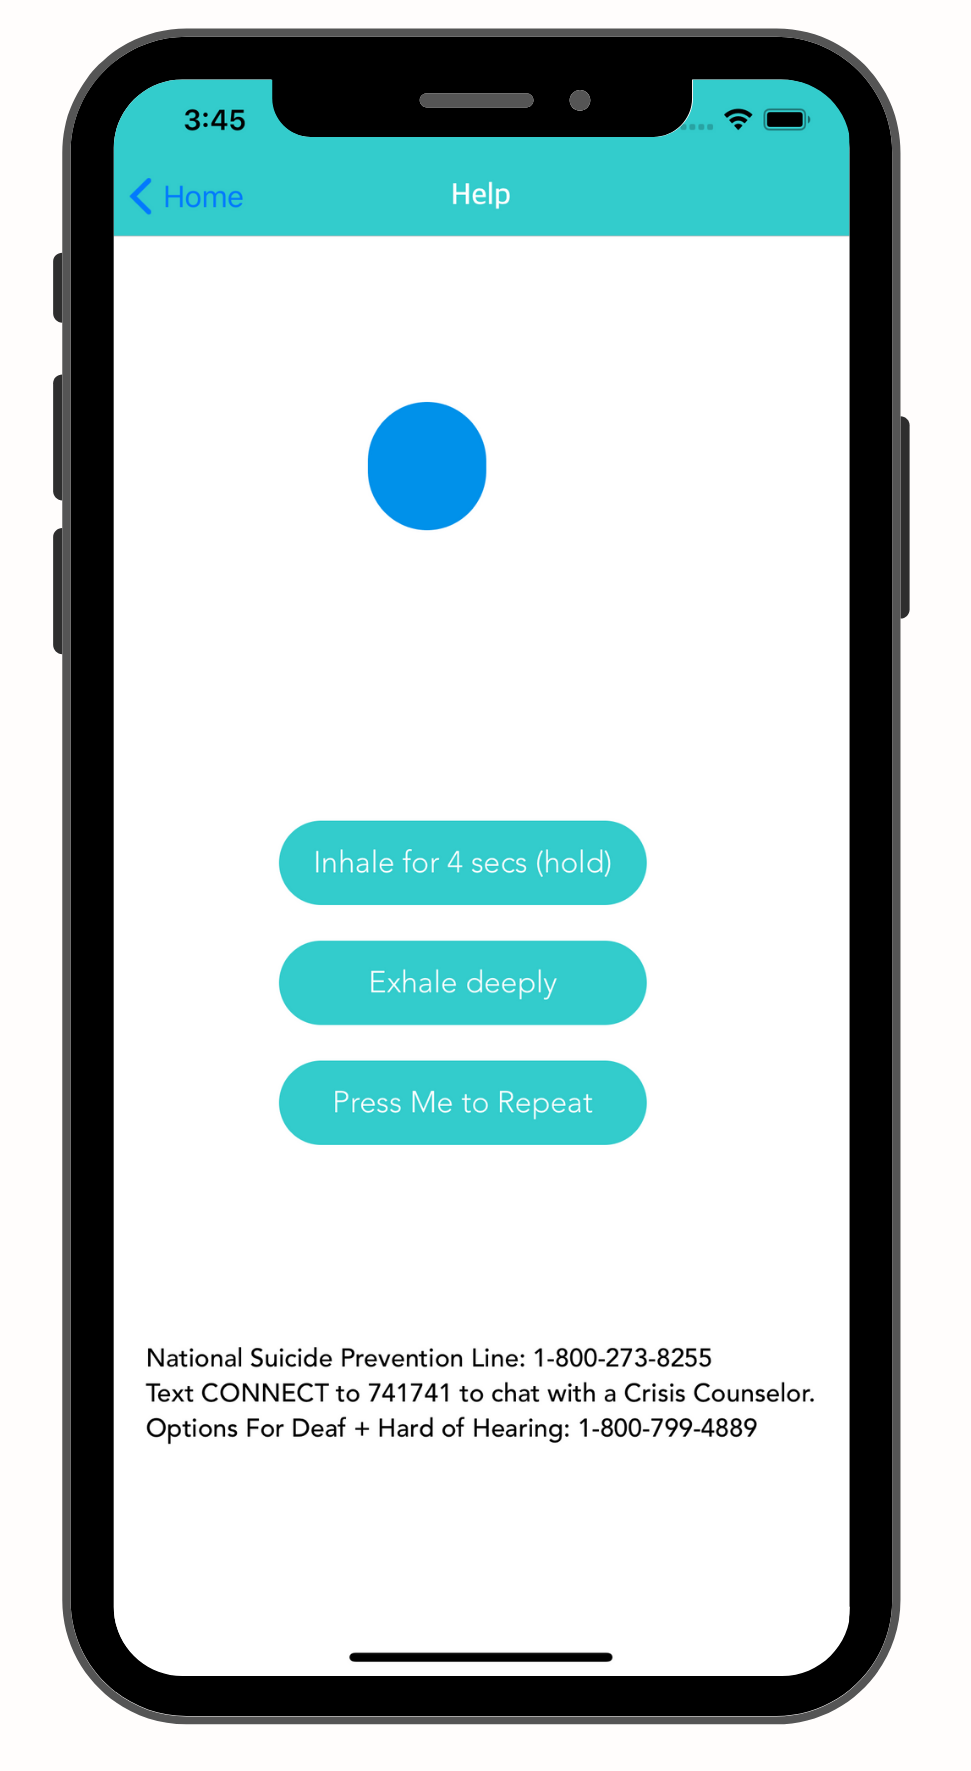 3:45
Home
Help
Inhale for 4 secs (hold)
Exhale deeply
Press Me to Repeat
National Suicide Prevention Line: 1-800-273-8255
Text CONNECT to 741741 to chat with a Crisis Counselor.
Options For Deaf + Hard of Hearing: 1-800-799-4889